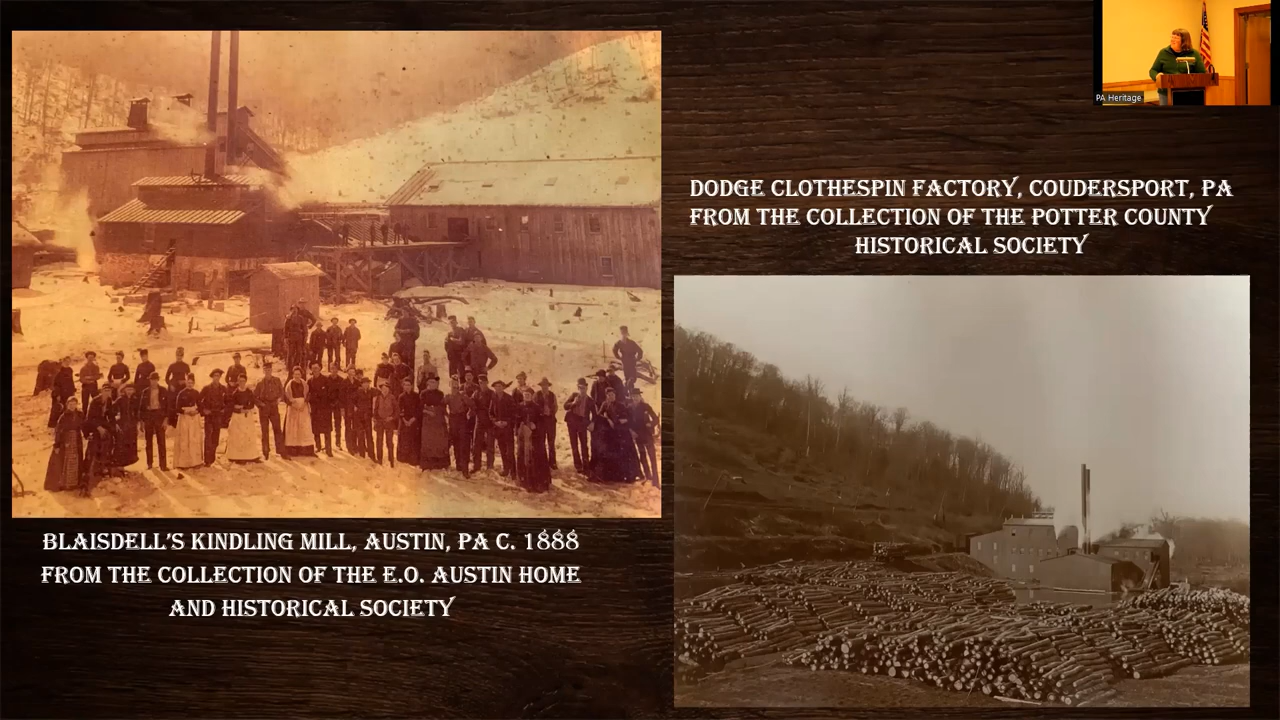 PA Heritage
DODGE CLOTHESPIN FACTORY, COUDERSPORT, PA
FROM THE COLLECTION OF THE POTTER COUNTY
HISTORICAL SOCIETY
BLAISDELL'S KINDLING MILL, AUSTIN, PA C. 1888
FROM THE COLLECTION OF THE E.O. AUSTIN HOME
AND HISTORICAL SOCIETY